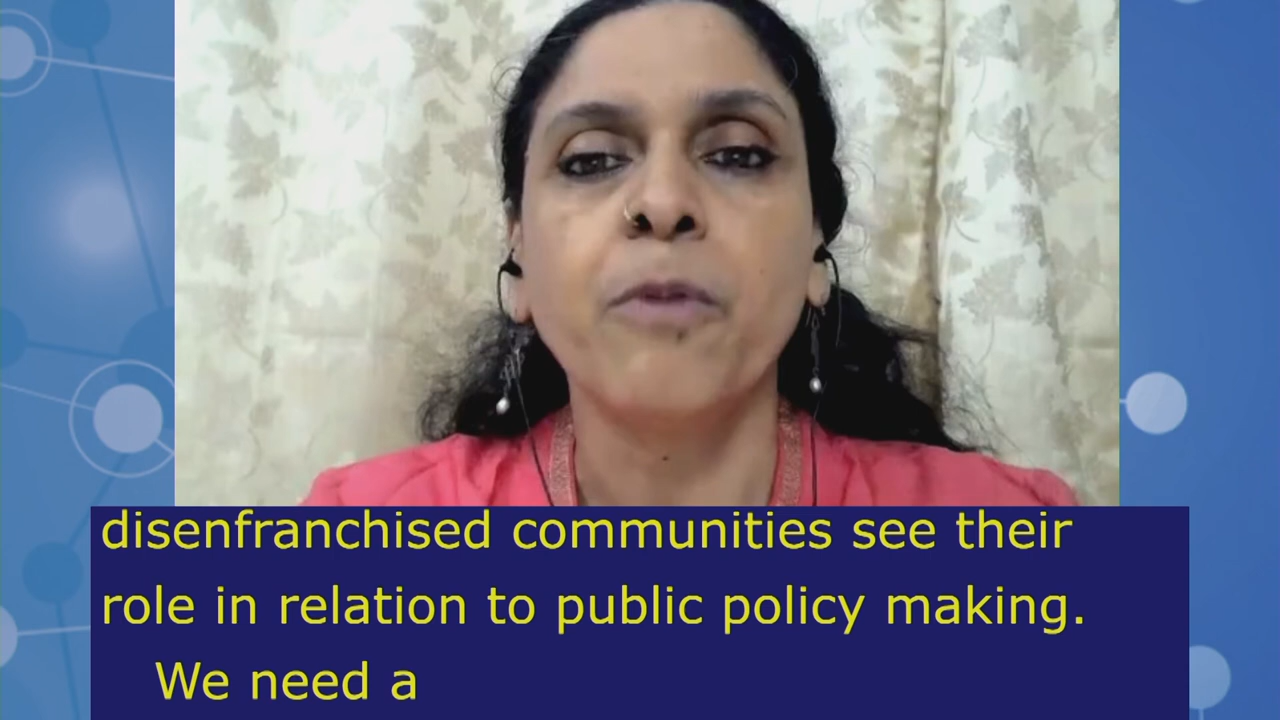 disenfranchised communities see their
role in relation to public policy making.
We need a